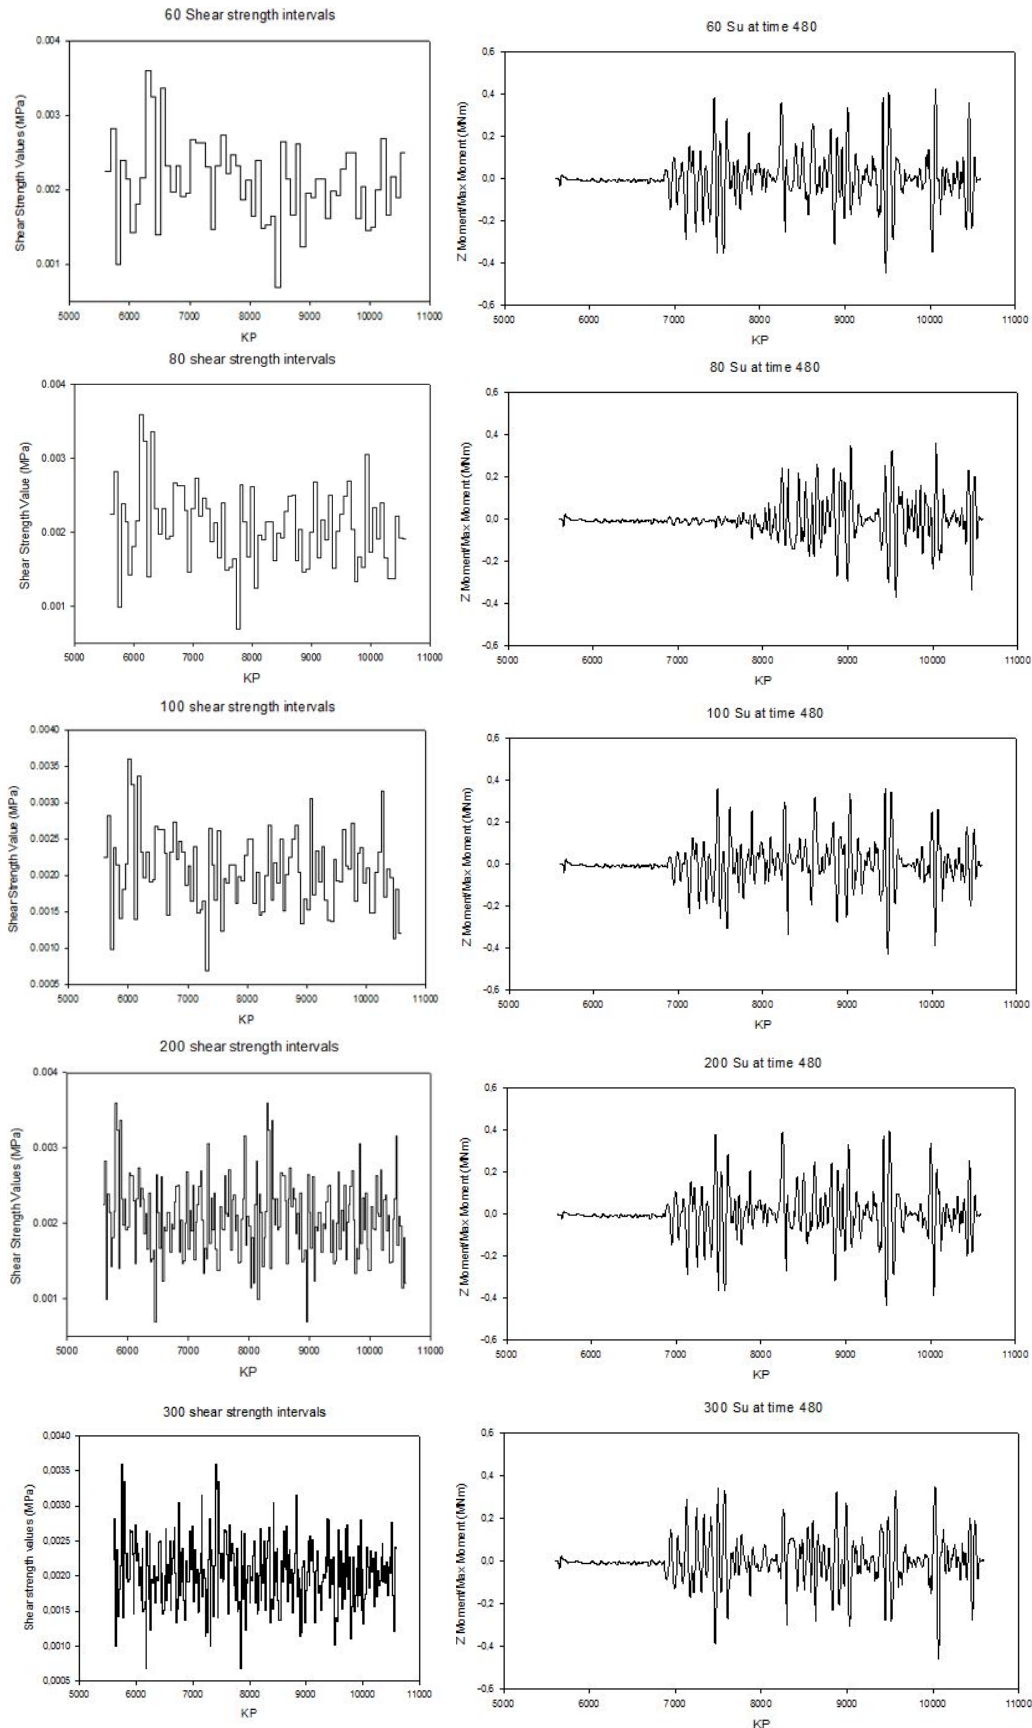 60 Shear strength intervals
Shear Strength Values (MPa)
0.004
0.003
0.002
0.001
5000 6000 7000 8000 9000 10000 11000
KP
60 Su at time 480
Z Moment/Max Moment (MNm)
0,6
0,4
0,2
0,0
-0,2
-0,4
-0,6
5000 6000 7000 8000 9000 10000 11000
KP
80 shear strength intervals
Shear Strength Value (MPa)
0.004
0.003
0.002
0.001
5000 6000 7000 8000 9000 10000 11000
KP
80 Su at time 480
Z Moment/Max Moment (MNm)
0,6
0,4
0,2
0,0
-0,2
-0,4
-0,6
5000 6000 7000 8000 9000 10000 11000
KP
100 shear strength intervals
Shear Strength Value (MPa)
0.0040
0.0035
0.0030
0.0025
0.0020
0.0015
0.0010
0.0005
5000 6000 7000 8000 9000 10000 11000
KP
100 Su at time 480
Z Moment/Max Moment (MNm)
0,6
0,4
0,2
0,0
-0,2
-0,4
-0,6
5000 6000 7000 8000 9000 10000 11000
KP
200 shear strength intervals
Shear Strength Values (MPa)
0.004
0.003
0.002
0.001
5000 6000 7000 8000 9000 10000 11000
KP
200 Su at time 480
Z Moment/Max Moment (MNm)
0,6
0,4
0,2
0,0
-0,2
-0,4
-0,6
5000 6000 7000 8000 9000 10000 11000
KP
300 shear strength intervals
Shear strength values (MPa)
0,0040
0,0035
0,0030
0,0025
0,0020
0,0015
0,0010
0,0005
5000 6000 7000 8000 9000 10000 11000
KP
300 Su at time 480
Z Moment/Max Moment (MNm)
0,6
0,4
0,2
0,0
-0,2
-0,4
-0,6
5000 6000 7000 8000 9000 10000 11000
KP